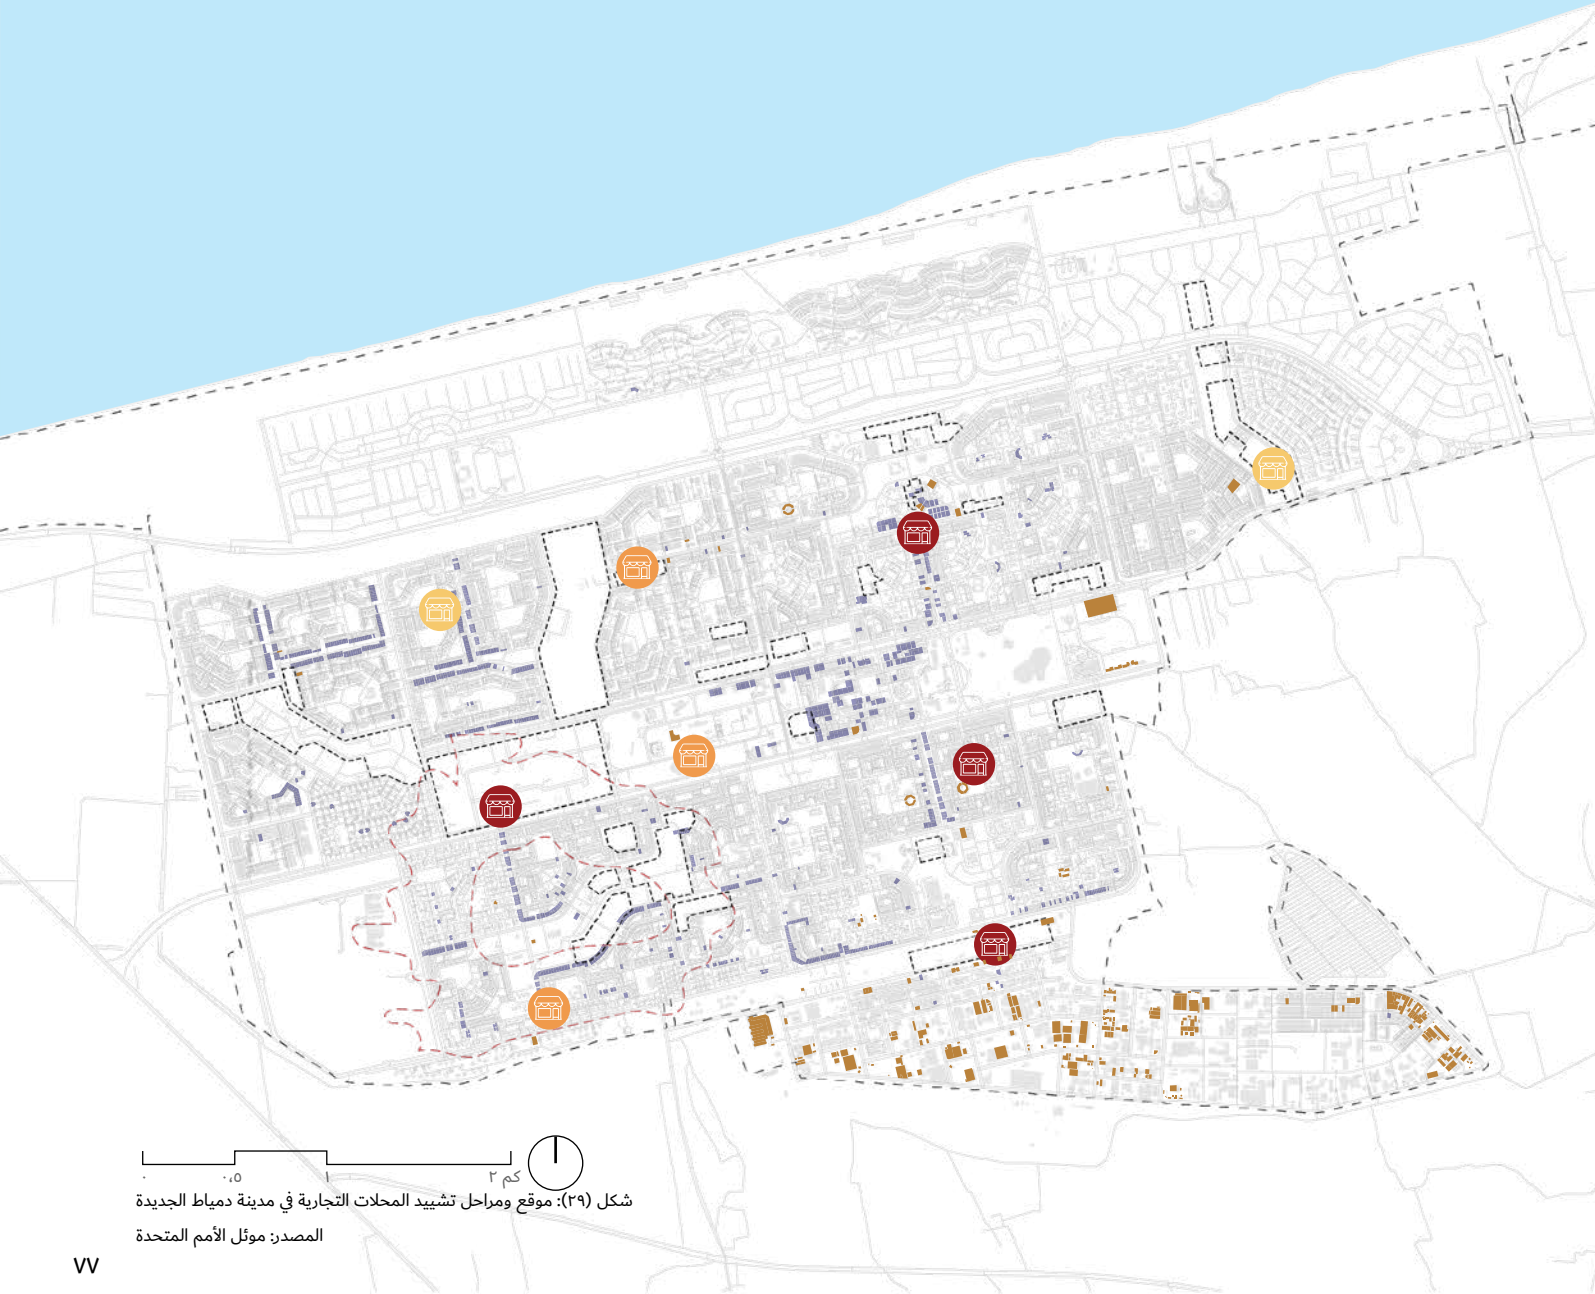 ٠ ٠،٥ ١ ٢ كم
شكل (٢٩): موقع ومراحل تشييد المحلات التجارية في مدينة دمياط الجديدة
المصدر: موئل الأمم المتحدة
٧٧